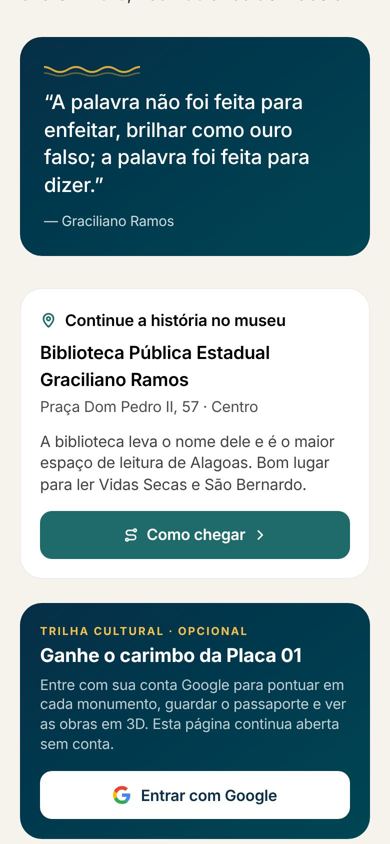 “A palavra não foi feita para
enfeitar, brilhar como ouro
falso; a palavra foi feita para
dizer.”
— Graciliano Ramos
Continue a história no museu
Biblioteca Pública Estadual
Graciliano Ramos
Praça Dom Pedro II, 57 · Centro
A biblioteca leva o nome dele e é o maior
espaço de leitura de Alagoas. Bom lugar
para ler Vidas Secas e São Bernardo.
Como chegar
TRILHA CULTURAL · OPCIONAL
Ganhe o carimbo da Placa 01
Entre com sua conta Google para pontuar em
cada monumento, guardar o passaporte e ver
as obras em 3D. Esta página continua aberta
sem conta.
Entrar com Google